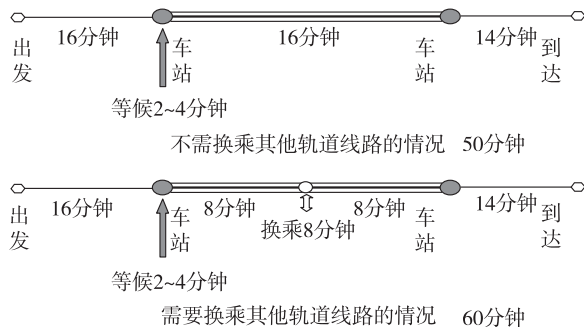 16分钟 16分钟 14分钟
出发 车站 车站 到达
等候2~4分钟
不需换乘其他轨道线路的情况 50分钟
16分钟 8分钟 8分钟 14分钟
出发 车站 换乘8分钟 车站 到达
等候2~4分钟
需要换乘其他轨道线路的情况 60分钟